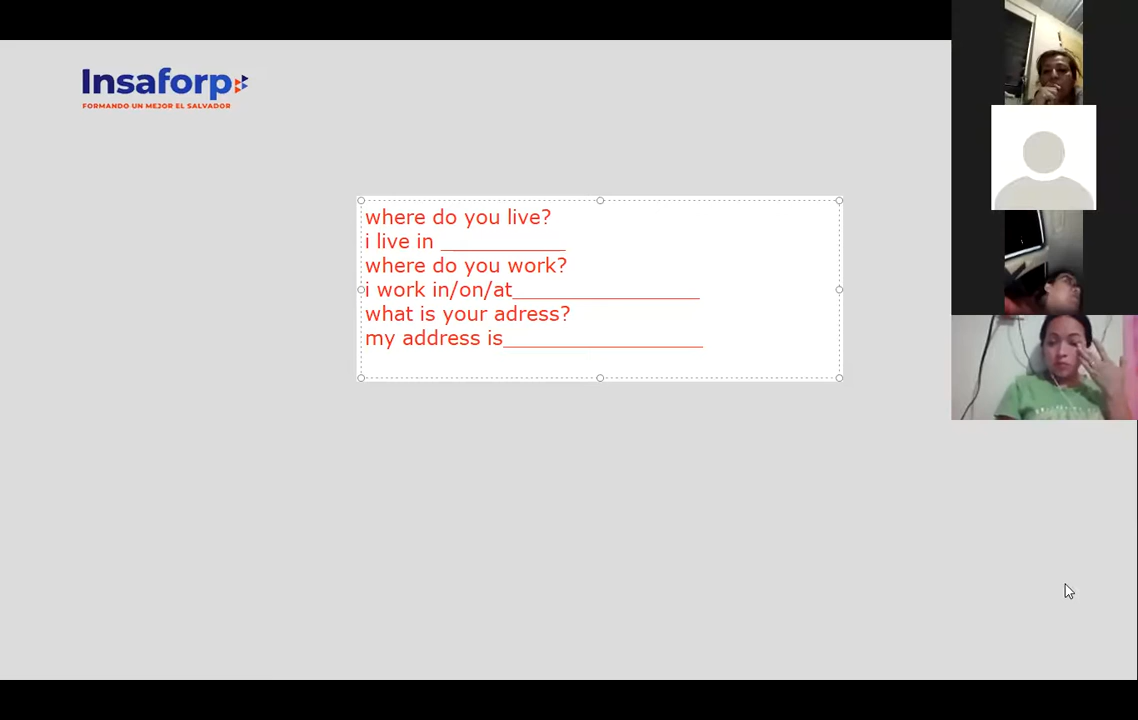 Insaforp
FORMANDO UN MEJOR EL SALVADOR
where do you live?
i live in ___________
where do you work?
i work in/on/at_________________
what is your adress?
my address is__________________